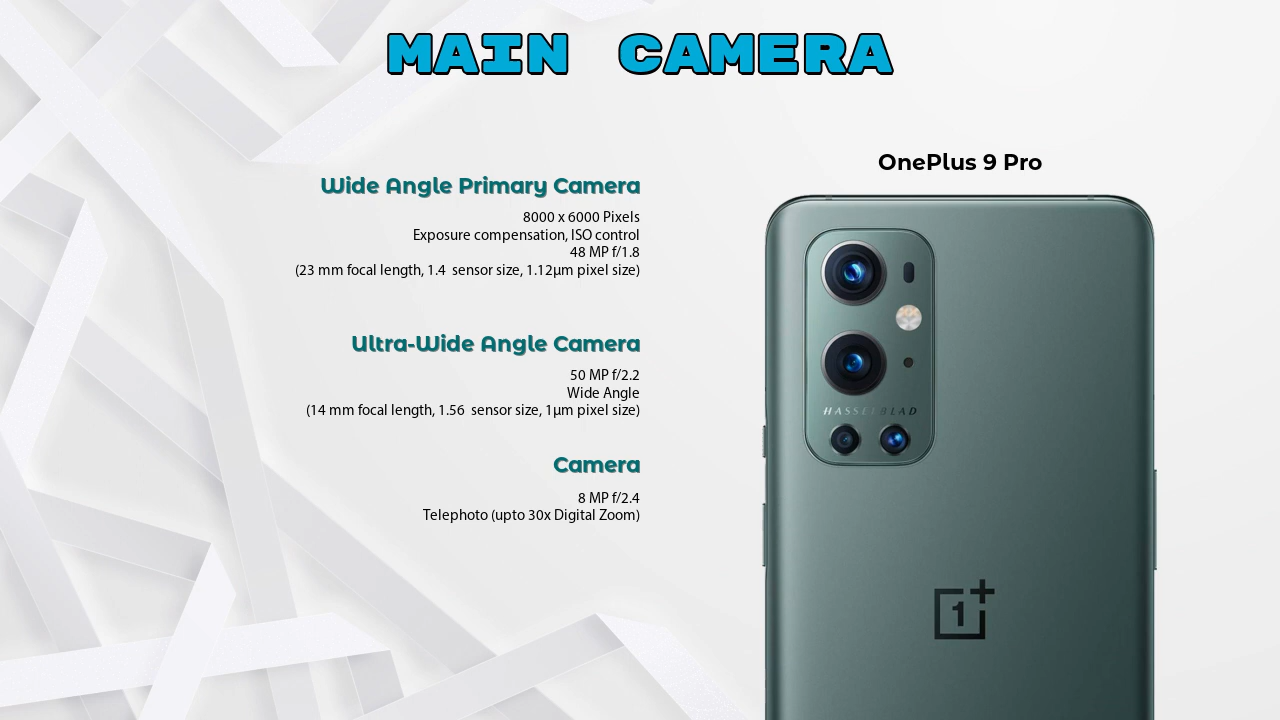 MAIN CAMERA
OnePlus 9 Pro
Wide Angle Primary Camera
8000 x 6000 Pixels
Exposure compensation, ISO control
48 MP f/1.8
(23 mm focal length, 1.4  sensor size, 1.12µm pixel size)
Ultra-Wide Angle Camera
50 MP f/2.2
Wide Angle
(14 mm focal length, 1.56  sensor size, 1µm pixel size)
Camera
8 MP f/2.4
Telephoto (upto 30x Digital Zoom)
HASSELBLAD
1+